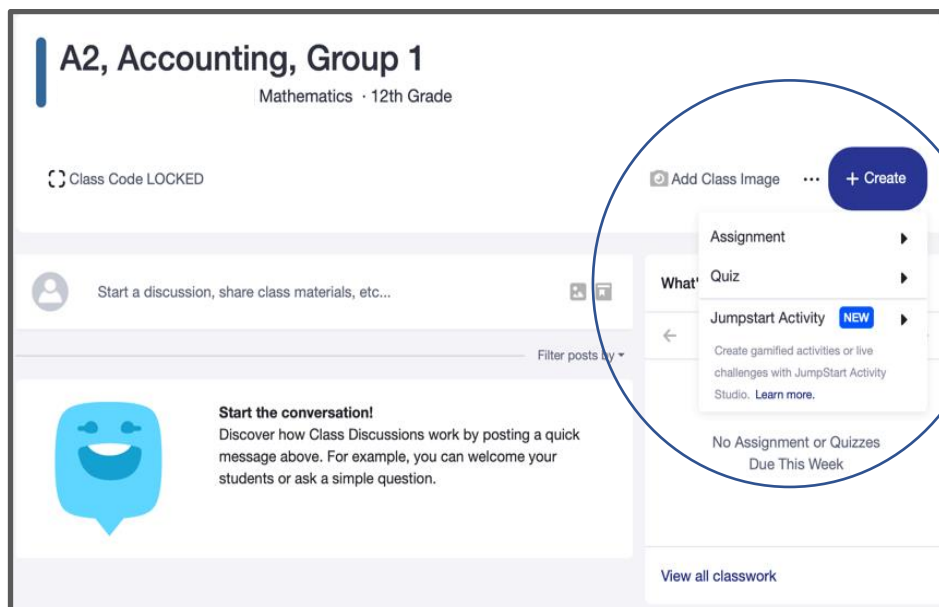 A2, Accounting, Group 1
Mathematics · 12th Grade
Class Code LOCKED
Add Class Image
+ Create
Assignment
Quiz
Jumpstart Activity NEW
Create gamified activities or live
challenges with JumpStart Activity
Studio. Learn more.
Start a discussion, share class materials, etc...
Filter posts by
Start the conversation!
Discover how Class Discussions work by posting a quick
message above. For example, you can welcome your
students or ask a simple question.
What'
No Assignment or Quizzes
Due This Week
View all classwork